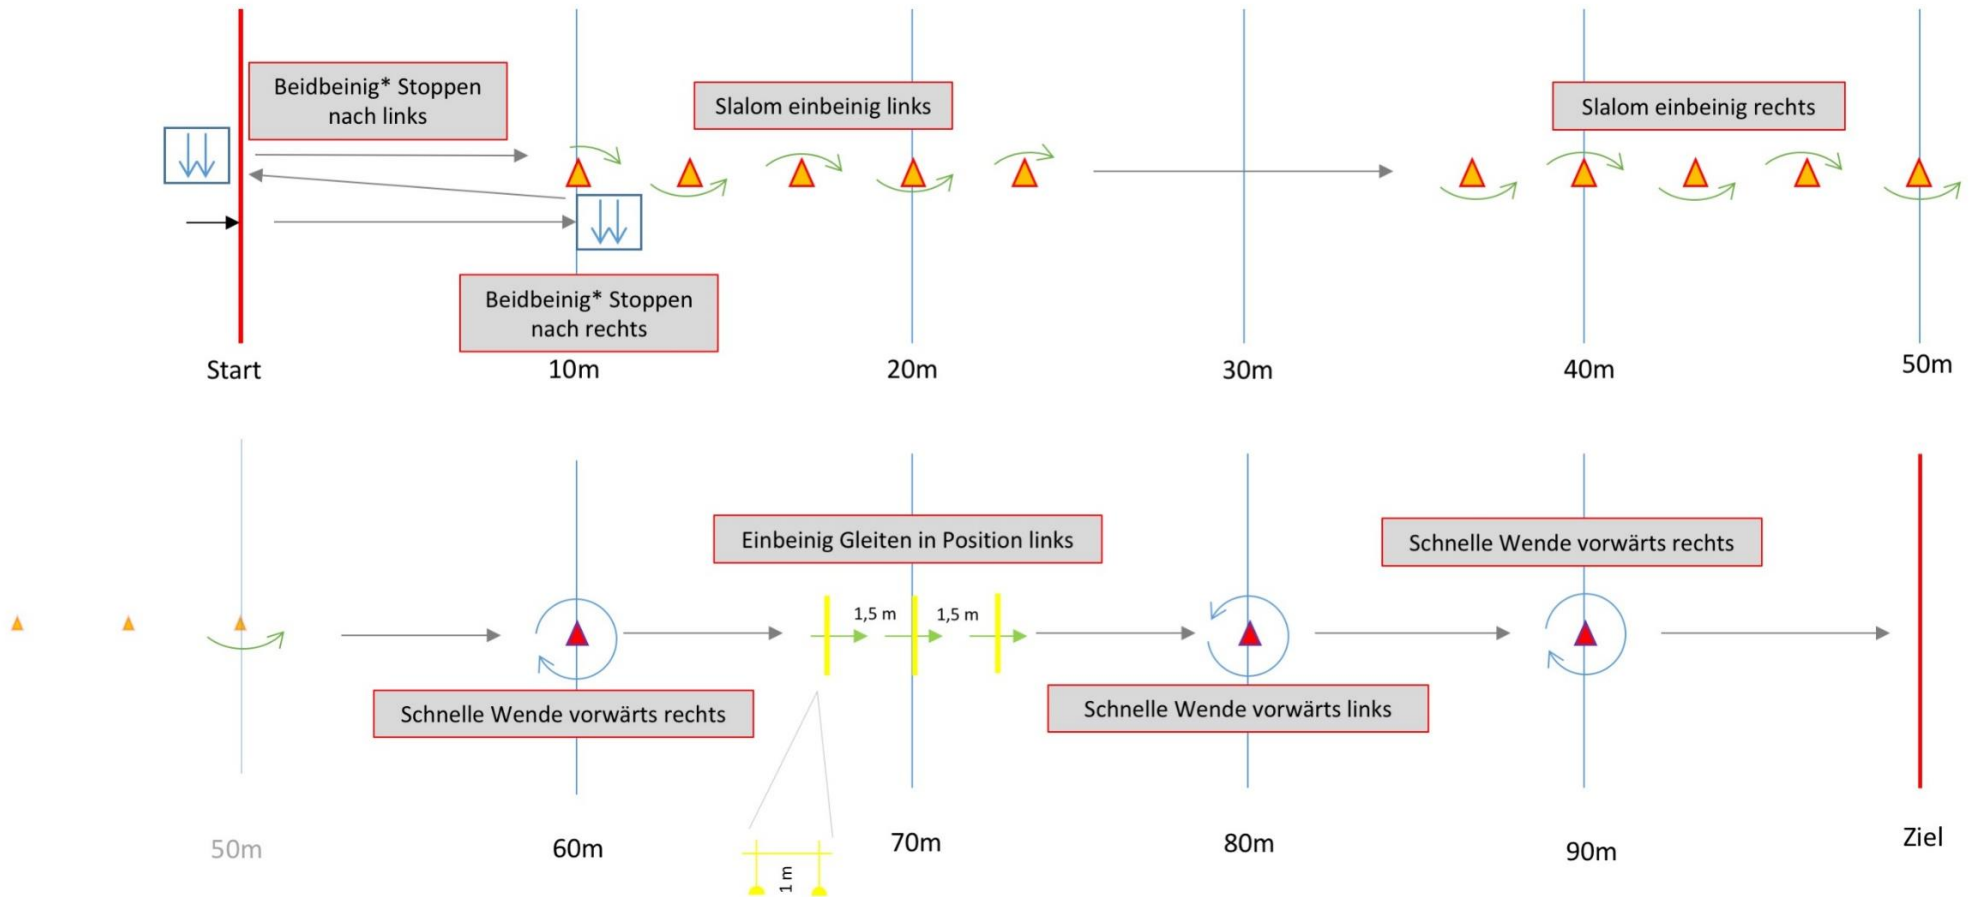 Beidbeinig* Stoppen
nach links
Slalom einbeinig links
Slalom einbeinig rechts
Beidbeinig* Stoppen
nach rechts
Start
10m
20m
30m
40m
50m
Einbeinig Gleiten in Position links
Schnelle Wende vorwärts rechts
1,5 m
1,5 m
Schnelle Wende vorwärts rechts
Schnelle Wende vorwärts links
50m
60m
70m
80m
90m
Ziel
1 m